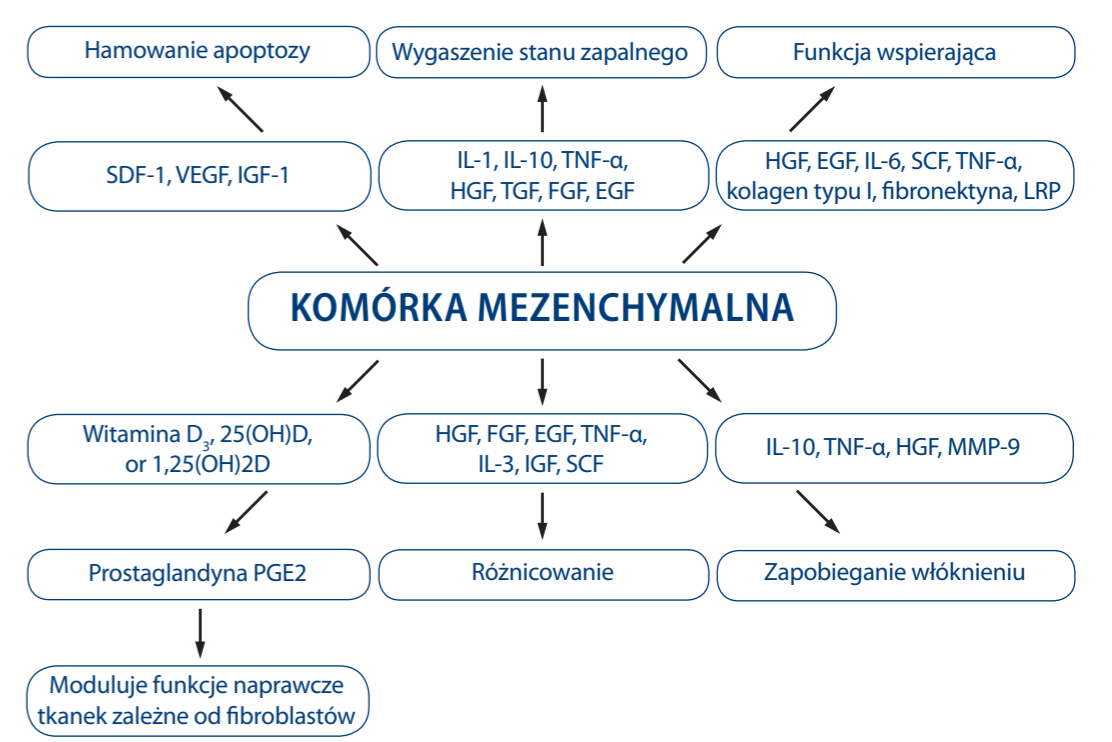 Hamowanie apoptozy
Wygaszenie stanu zapalnego
Funkcja wspierająca
SDF-1, VEGF, IGF-1
IL-1, IL-10, TNF-α,
HGF, TGF, FGF, EGF
HGF, EGF, IL-6, SCF, TNF-α,
kolagen typu I, fibronektyna, LRP
KOMÓRKA MEZENCHYMALNA
Witamina D₃, 25(OH)D,
or 1,25(OH)2D
HGF, FGF, EGF, TNF-α,
IL-3, IGF, SCF
IL-10, TNF-α, HGF, MMP-9
Prostaglandyna PGE2
Różnicowanie
Zapobieganie włóknieniu
Moduluje funkcje naprawcze
tkanek zależne od fibroblastów